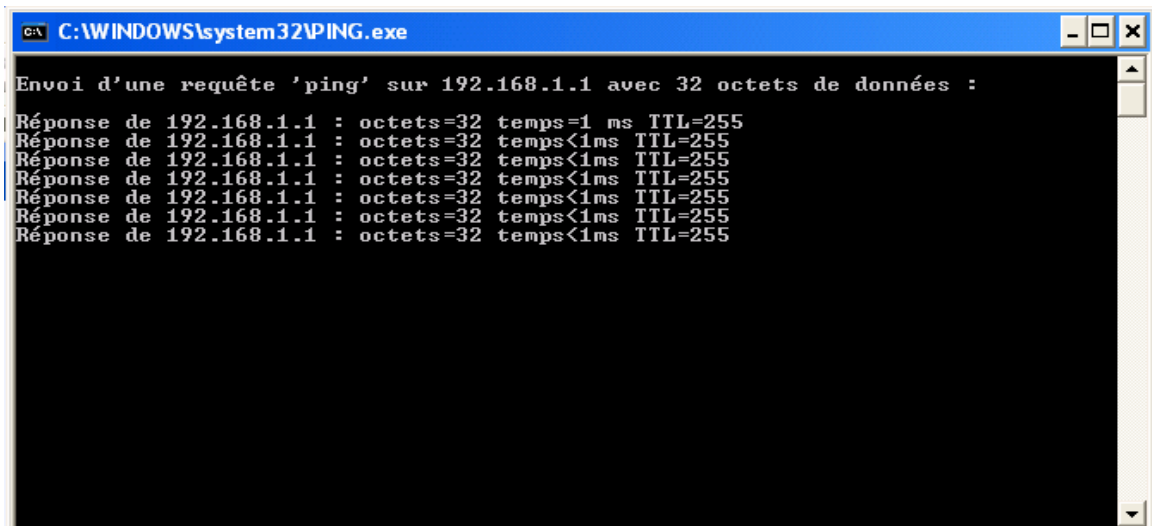 C:\WINDOWS\system32\PING.exe
Envoi d'une requête 'ping' sur 192.168.1.1 avec 32 octets de données :
Réponse de 192.168.1.1 : octets=32 temps=1 ms TTL=255
Réponse de 192.168.1.1 : octets=32 temps<1ms TTL=255
Réponse de 192.168.1.1 : octets=32 temps<1ms TTL=255
Réponse de 192.168.1.1 : octets=32 temps<1ms TTL=255
Réponse de 192.168.1.1 : octets=32 temps<1ms TTL=255
Réponse de 192.168.1.1 : octets=32 temps<1ms TTL=255
Réponse de 192.168.1.1 : octets=32 temps<1ms TTL=255